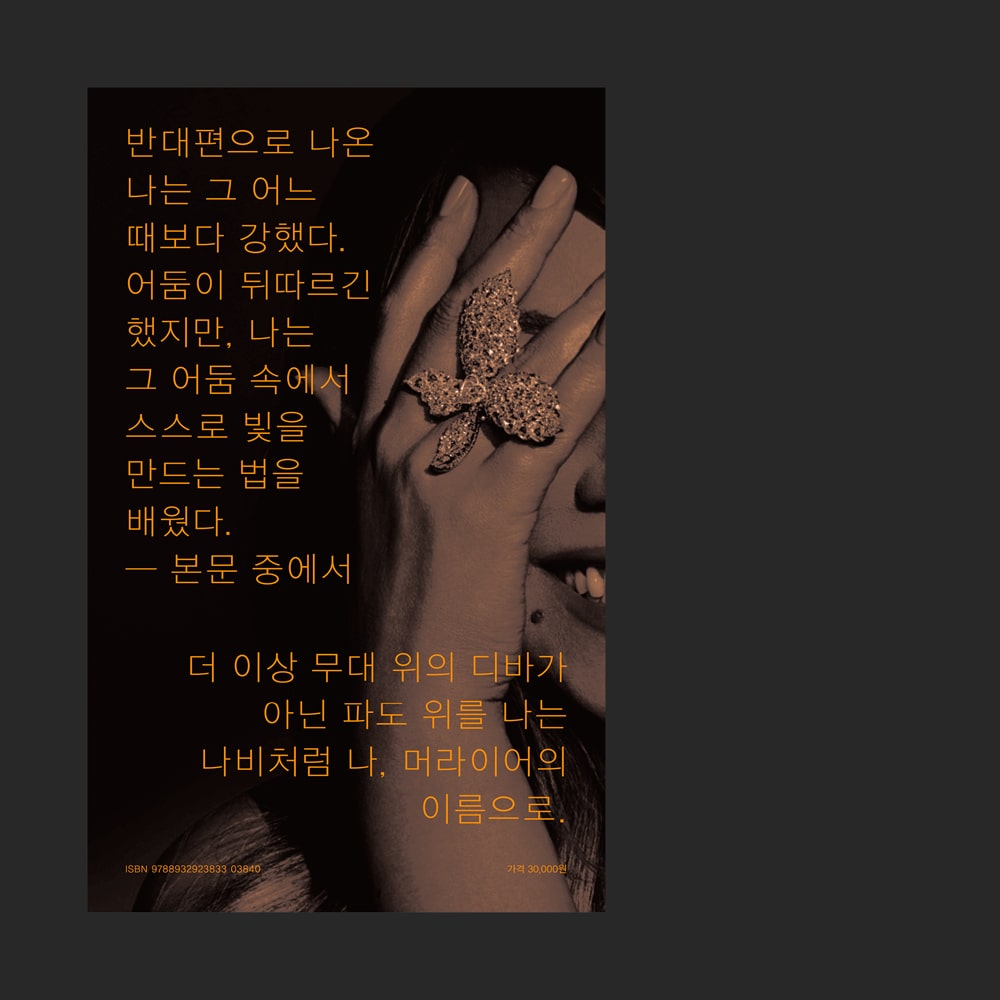 반대편으로 나온
나는 그 어느
때보다 강했다.
어둠이 뒤따르긴
했지만, 나는
그 어둠 속에서
스스로 빛을
만드는 법을
배웠다.
— 본문 중에서
더 이상 무대 위의 디바가
아닌 파도 위를 나는
나비처럼 나, 머라이어의
이름으로.
ISBN 9788932923833 03840
가격 30,000원